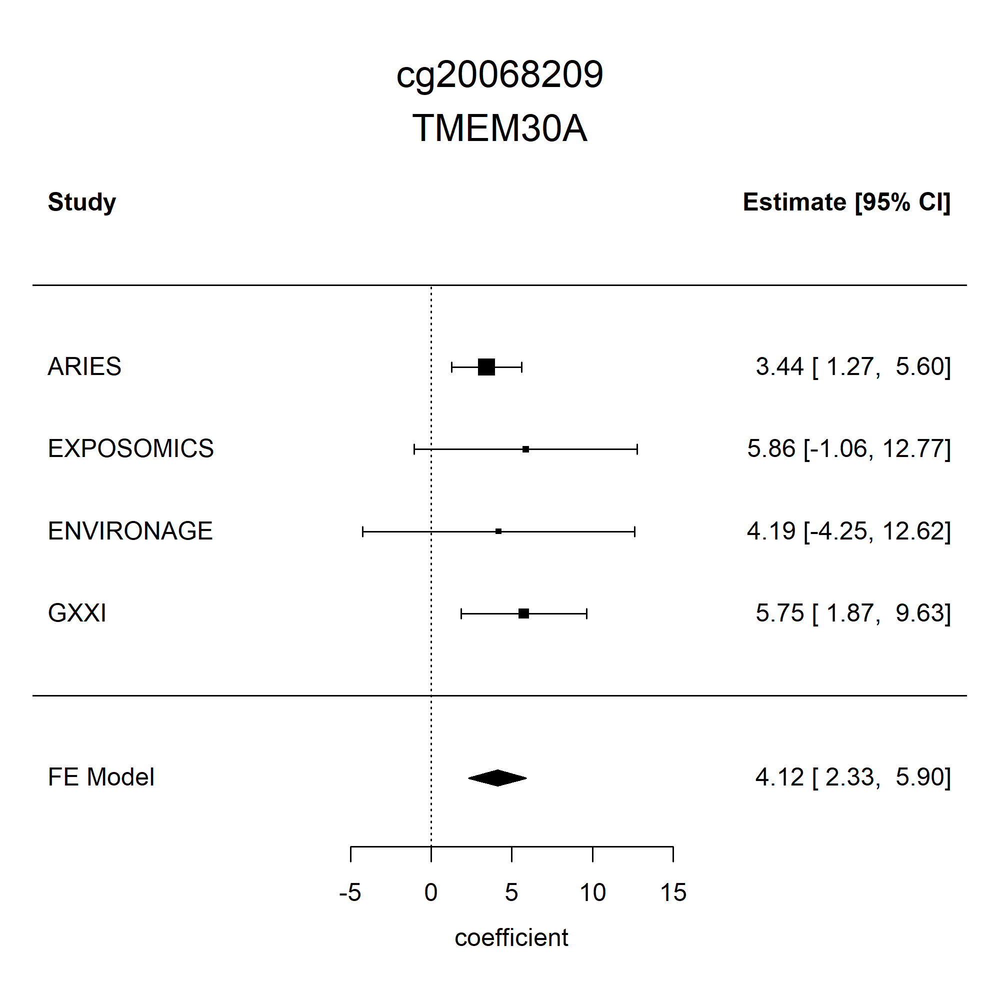 cg20068209
TMEM30A
Study Estimate [95% CI]
ARIES 3.44 [ 1.27, 5.60]
EXPOSOMICS 5.86 [-1.06, 12.77]
ENVIRONAGE 4.19 [-4.25, 12.62]
GXXI 5.75 [ 1.87, 9.63]
FE Model 4.12 [ 2.33, 5.90]
-5 0 5 10 15
coefficient